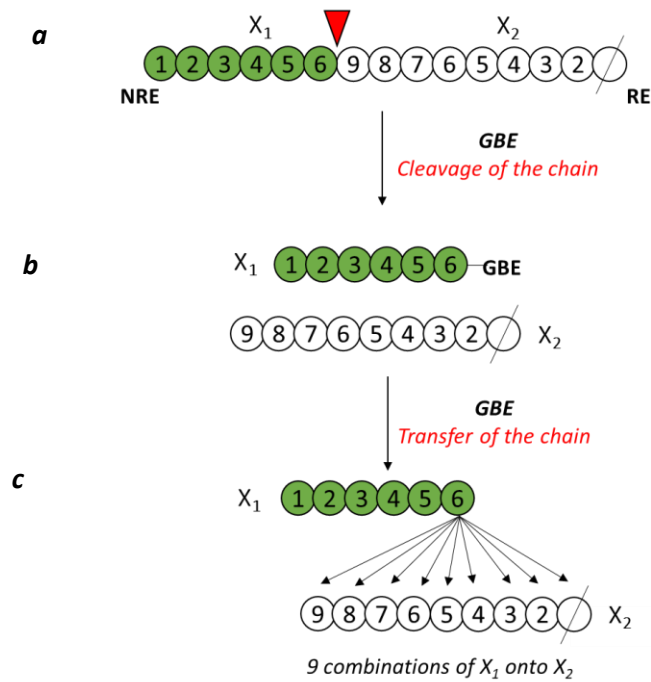 a X₁ X₂
1 2 3 4 5 6 9 8 7 6 5 4 3 2
NRE RE
GBE
Cleavage of the chain
b X₁ 1 2 3 4 5 6 GBE
9 8 7 6 5 4 3 2 X₂
GBE
Transfer of the chain
c
X₁ 1 2 3 4 5 6
9 8 7 6 5 4 3 2 X₂
9 combinations of X₁ onto X₂